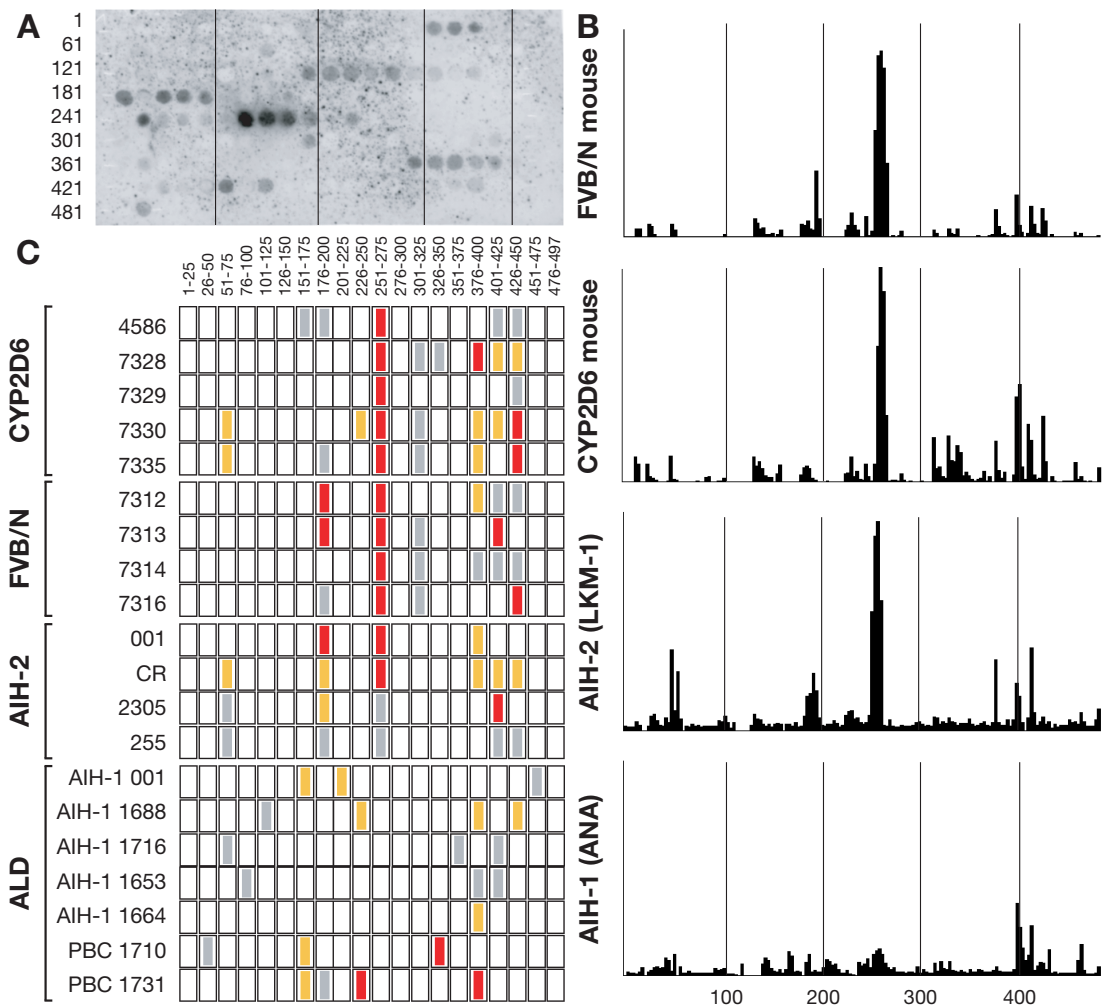 A
1
61
121
181
241
301
361
421
481
B
FVB/N mouse
CYP2D6 mouse
AIH-2 (LKM-1)
AIH-1 (ANA)
100
200
300
400
C
1-25
26-50
51-75
76-100
101-125
126-150
151-175
176-200
201-225
226-250
251-275
276-300
301-325
326-350
351-375
376-400
401-425
426-450
451-475
476-497
CYP2D6
4586
7328
7329
7330
7335
FVB/N
7312
7313
7314
7316
AIH-2
001
CR
2305
255
ALD
AIH-1 001
AIH-1 1688
AIH-1 1716
AIH-1 1653
AIH-1 1664
PBC 1710
PBC 1731